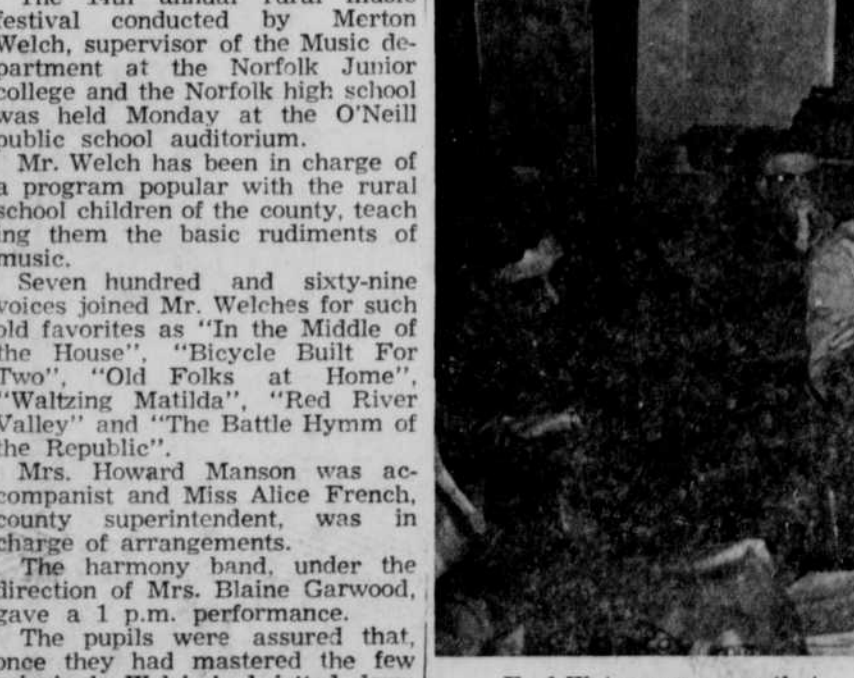 The 14th annual rural music
festival conducted by Merton
Welch, supervisor of the Music de-
partment at the Norfolk Junior
college and the Norfolk high school
was held Monday at the O'Neill
public school auditorium.
Mr. Welch has been in charge of
a program popular with the rural
school children of the county, teach
ing them the basic rudiments of
music.
Seven hundred and sixty-nine
voices joined Mr. Welches for such
old favorites as "In the Middle of
the House", "Bicycle Built For
Two", "Old Folks at Home",
"Waltzing Matilda", "Red River
Valley" and "The Battle Hymm of
the Republic".
Mrs. Howard Manson was ac-
companist and Miss Alice French,
county superintendent, was in
charge of arrangements.
The harmony band, under the
direction of Mrs. Blaine Garwood,
gave a 1 p.m. performance.
The pupils were assured that,
once they had mastered the few